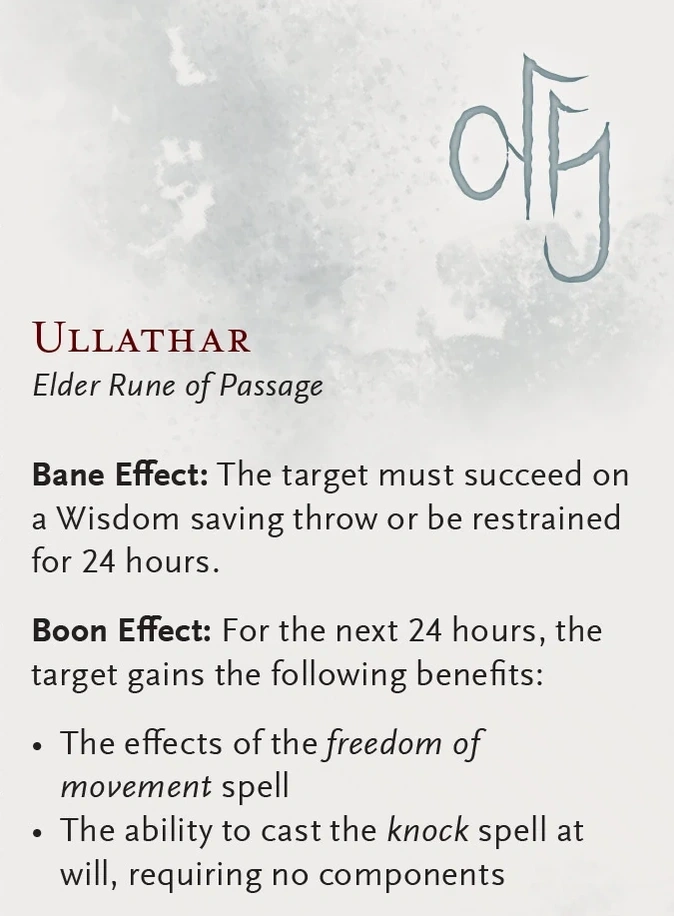 Ullathar
Elder Rune of Passage
Bane Effect: The target must succeed on
a Wisdom saving throw or be restrained
for 24 hours.
Boon Effect: For the next 24 hours, the
target gains the following benefits:
• The effects of the freedom of
movement spell
• The ability to cast the knock spell at
will, requiring no components